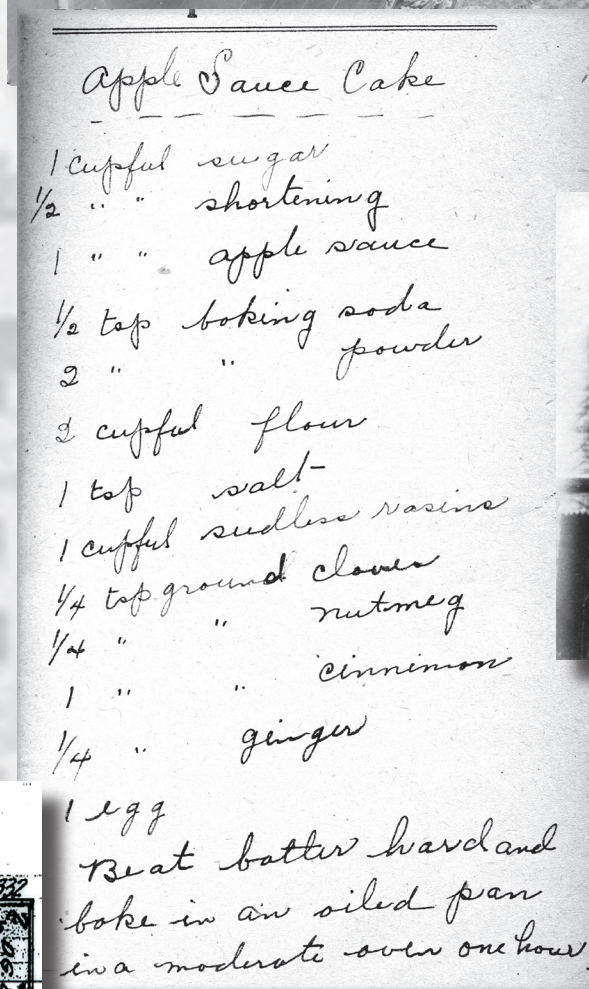 Apple Sauce Cake
1 cupful sugar
1/2 " " shortening
1 " " apple sauce
1/2 tsp baking soda
2 " " powder
2 cupful flour
1 tsp salt
1 cupful seedless rasins
1/4 tsp ground cloves
1/4 " " nutmeg
1 " " cinnimon
1/4 " ginger
1 egg
Beat batter hard and
bake in an oiled pan
in a moderate oven one hour.
332